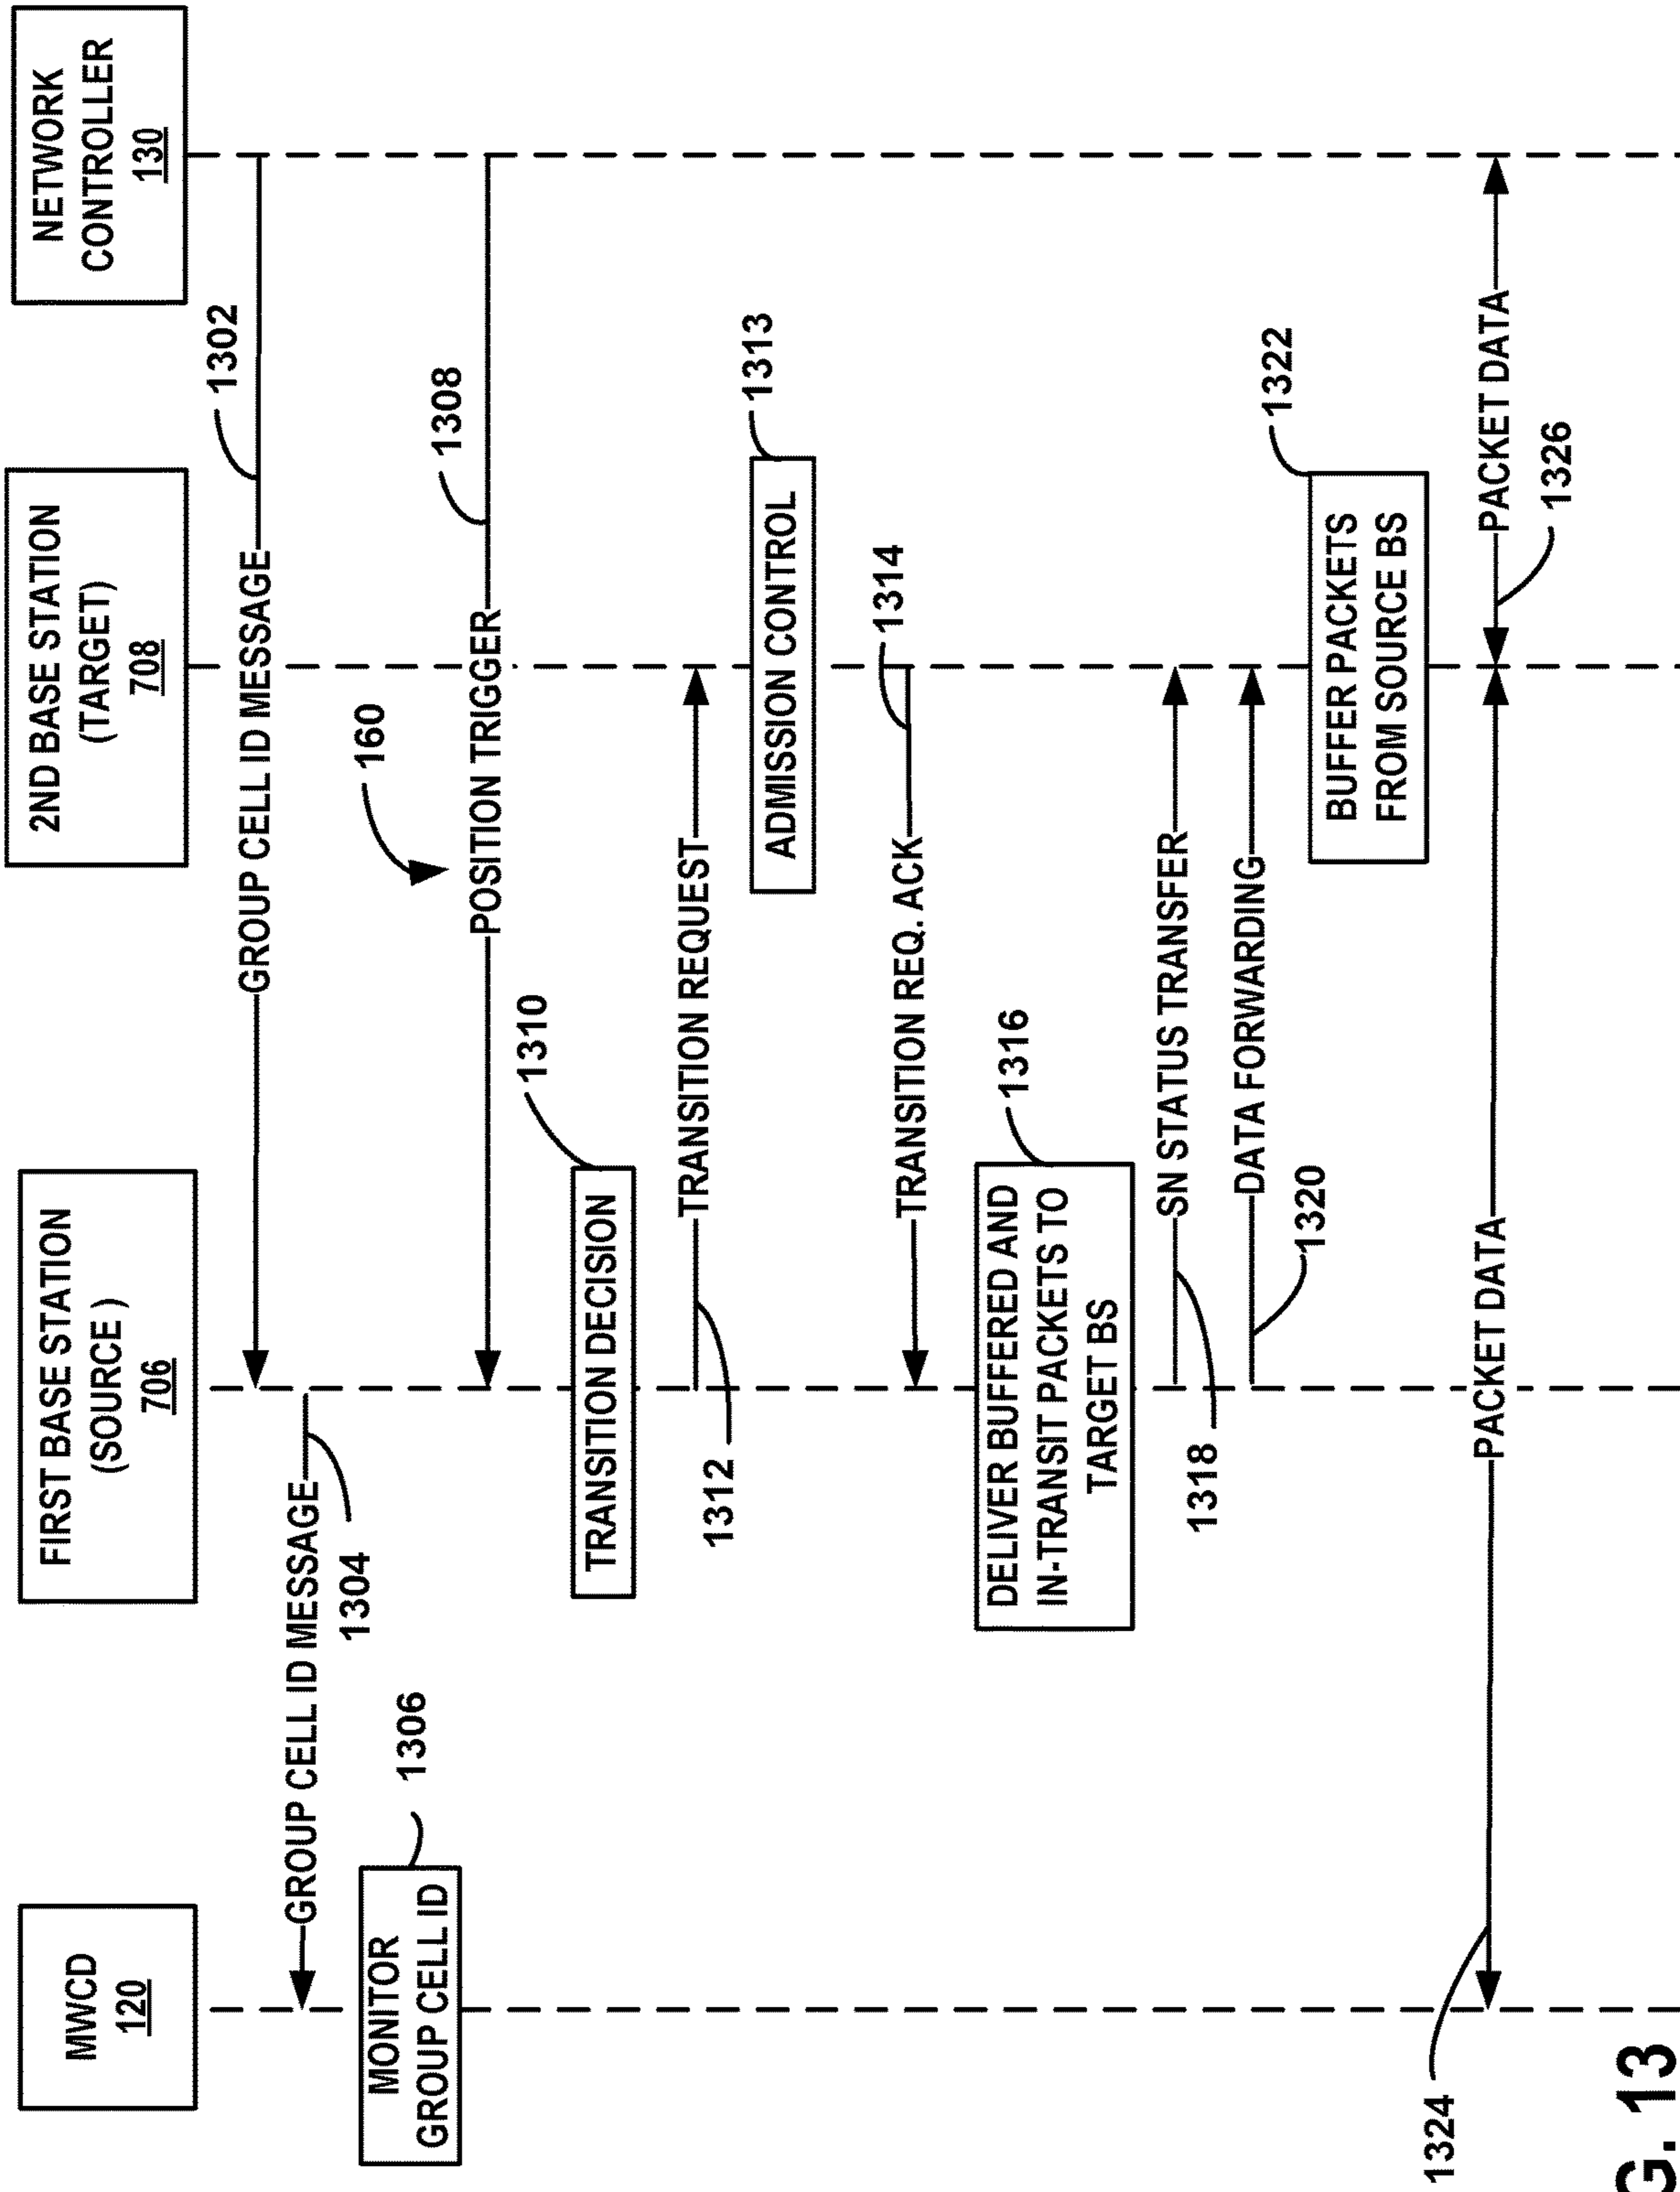 MWCD
120
FIRST BASE STATION
(SOURCE )
706
2ND BASE STATION
(TARGET)
708
NETWORK
CONTROLLER
130
1302
GROUP CELL ID MESSAGE
GROUP CELL ID MESSAGE
1304
MONITOR
GROUP CELL ID
1306
160
1308
POSITION TRIGGER
1310
TRANSITION DECISION
TRANSITION REQUEST
1312
1313
ADMISSION CONTROL
1314
TRANSITION REQ. ACK
1316
DELIVER BUFFERED AND
IN-TRANSIT PACKETS TO
TARGET BS
SN STATUS TRANSFER
1318
DATA FORWARDING
1320
1322
BUFFER PACKETS
FROM SOURCE BS
PACKET DATA
1324
PACKET DATA
1326
G. 13